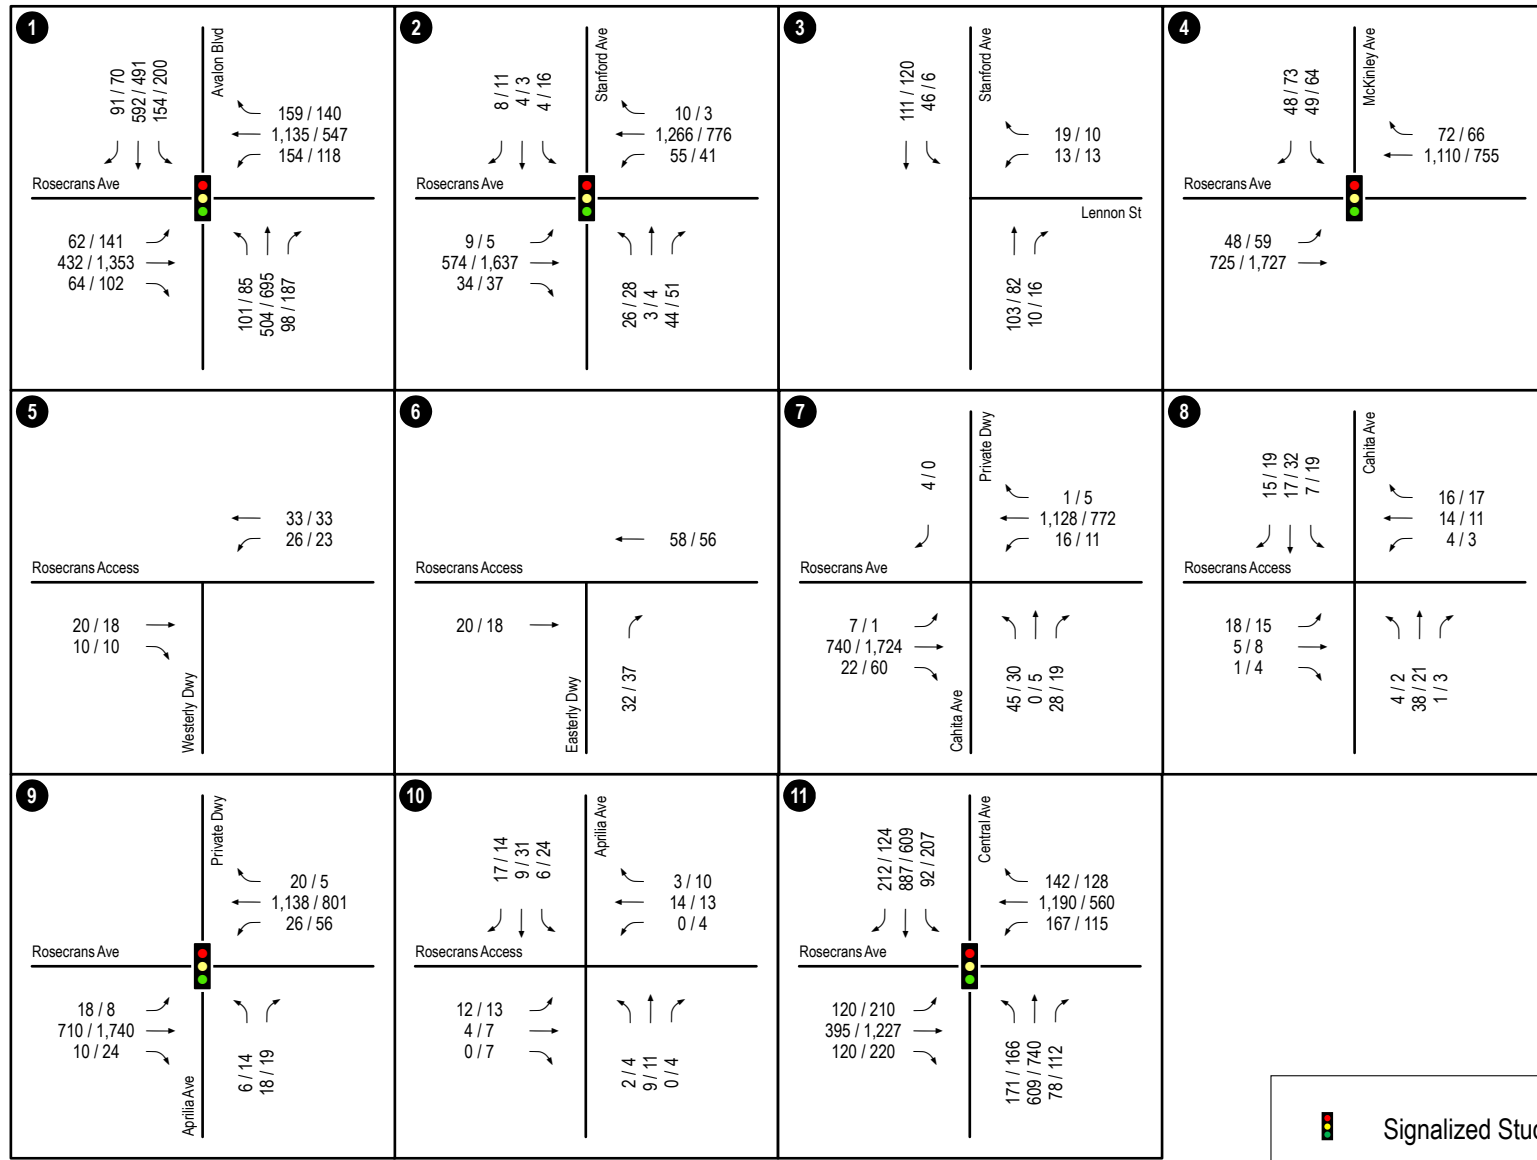 1
Avalon Blvd
91 / 70
592 / 491
154 / 200
159 / 140
1,135 / 547
154 / 118
Rosecrans Ave
62 / 141
432 / 1,353
64 / 102
101 / 85
504 / 695
98 / 187
2
Stanford Ave
8 / 11
4 / 3
4 / 16
10 / 3
1,266 / 776
55 / 41
Rosecrans Ave
9 / 5
574 / 1,637
34 / 37
26 / 28
3 / 4
44 / 51
3
Stanford Ave
111 / 120
46 / 6
19 / 10
13 / 13
Lennon St
103 / 82
10 / 16
4
McKinley Ave
48 / 73
49 / 64
72 / 66
1,110 / 755
Rosecrans Ave
48 / 59
725 / 1,727
5
33 / 33
26 / 23
Rosecrans Access
20 / 18
10 / 10
Westerly Dwy
6
58 / 56
Rosecrans Access
20 / 18
Easterly Dwy
32 / 37
7
Private Dwy
4 / 0
1 / 5
1,128 / 772
16 / 11
Rosecrans Ave
7 / 1
740 / 1,724
22 / 60
Cahita Ave
45 / 30
0 / 5
28 / 19
8
Cahita Ave
15 / 19
17 / 32
7 / 19
16 / 17
14 / 11
4 / 3
Rosecrans Access
18 / 15
5 / 8
1 / 4
4 / 2
38 / 21
1 / 3
9
Private Dwy
20 / 5
1,138 / 801
26 / 56
Rosecrans Ave
18 / 8
710 / 1,740
10 / 24
Aprilia Ave
6 / 14
18 / 19
10
Aprilia Ave
17 / 14
9 / 31
6 / 24
3 / 10
14 / 13
0 / 4
Rosecrans Access
12 / 13
4 / 7
0 / 7
2 / 4
9 / 11
0 / 4
11
Central Ave
212 / 124
887 / 609
92 / 207
142 / 128
1,190 / 560
167 / 115
Rosecrans Ave
120 / 210
395 / 1,227
120 / 220
171 / 166
609 / 740
78 / 112
Signalized Stu